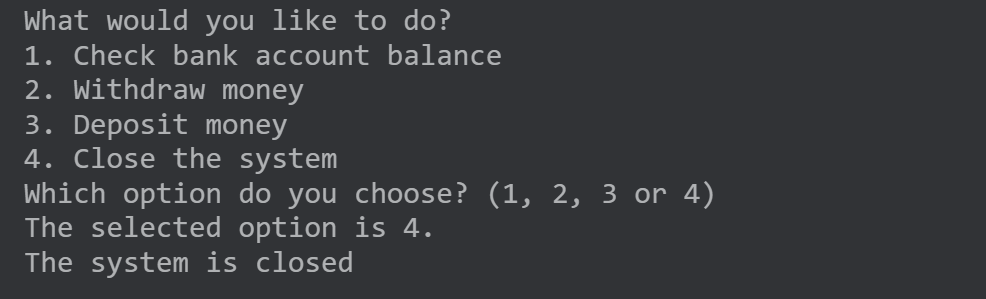 What would you like to do?
1. Check bank account balance
2. Withdraw money
3. Deposit money
4. Close the system
Which option do you choose? (1, 2, 3 or 4)
The selected option is 4.
The system is closed